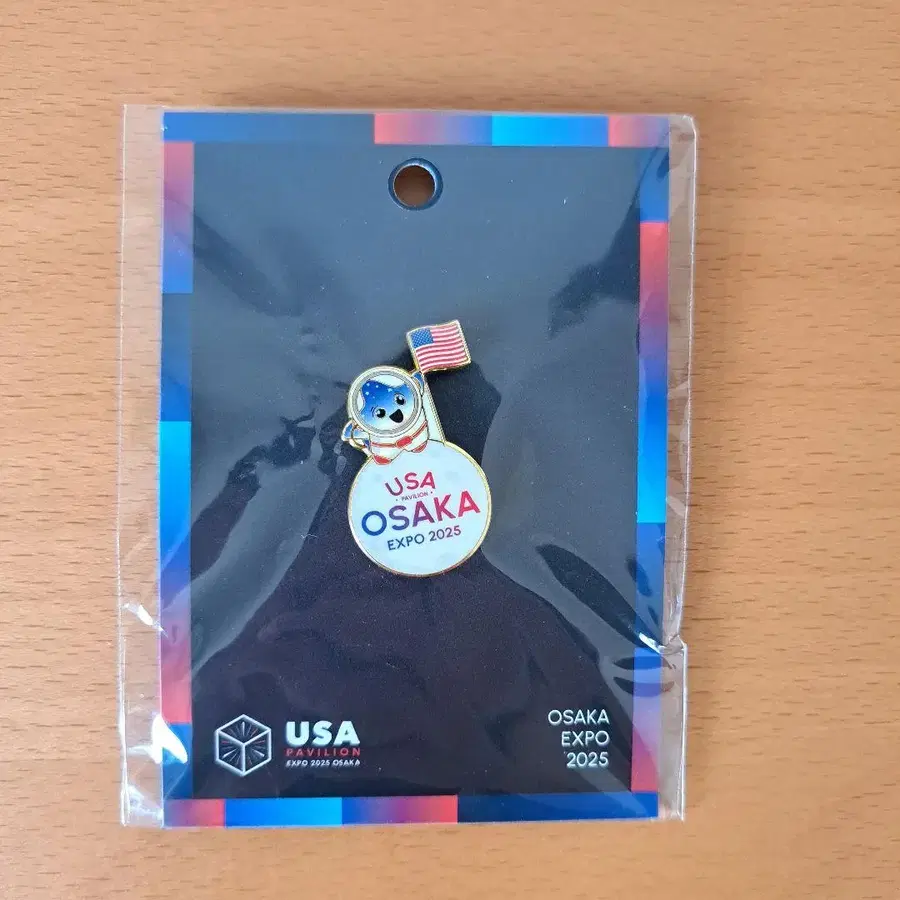 USA
• PAVILION •
OSAKA
EXPO 2025
USA
PAVILION
EXPO 2025 OSAKA
OSAKA
EXPO
2025